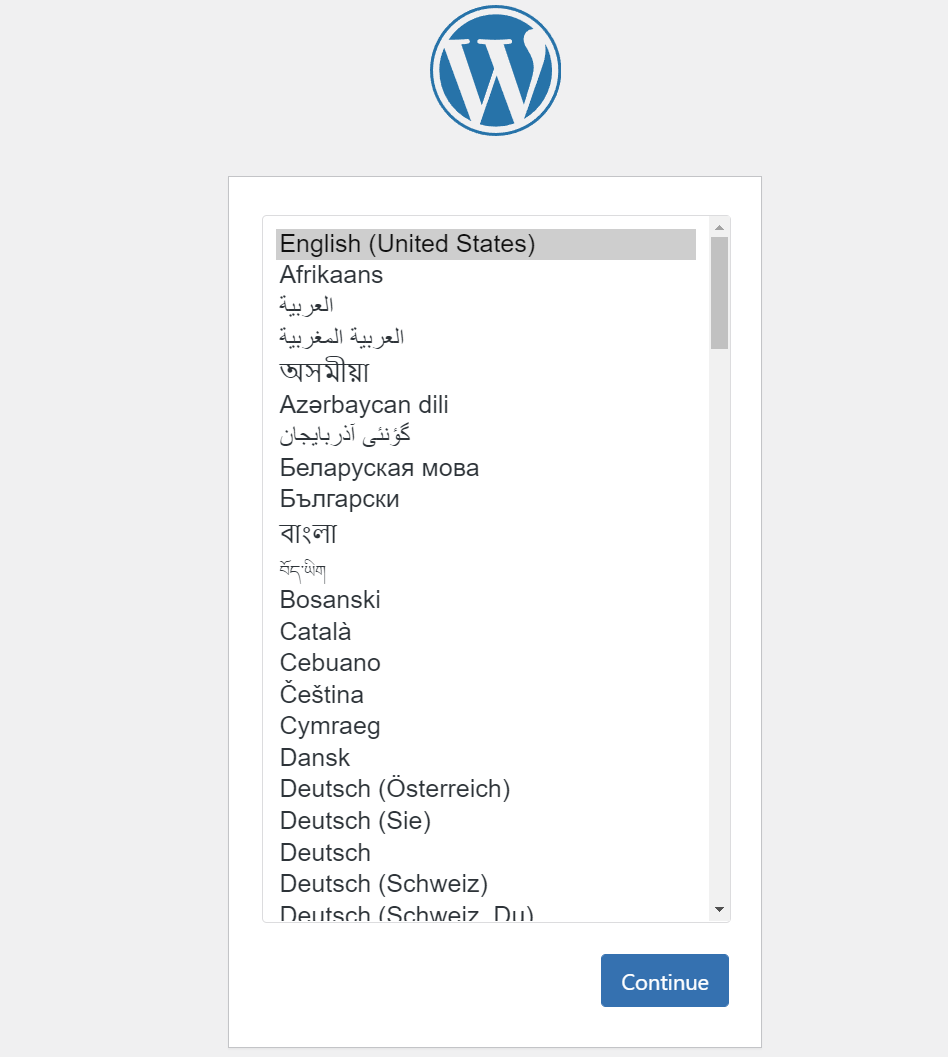 English (United States)
Afrikaans
العربية
العربية المغربية
অসমীয়া
Azərbaycan dili
گؤنئی آذربایجان
Беларуская мова
Български
বাংলা
བོད་ཡིག
Bosanski
Català
Cebuano
Čeština
Cymraeg
Dansk
Deutsch (Österreich)
Deutsch (Sie)
Deutsch
Deutsch (Schweiz)
Deutsch (Schweiz, Du)
Continue